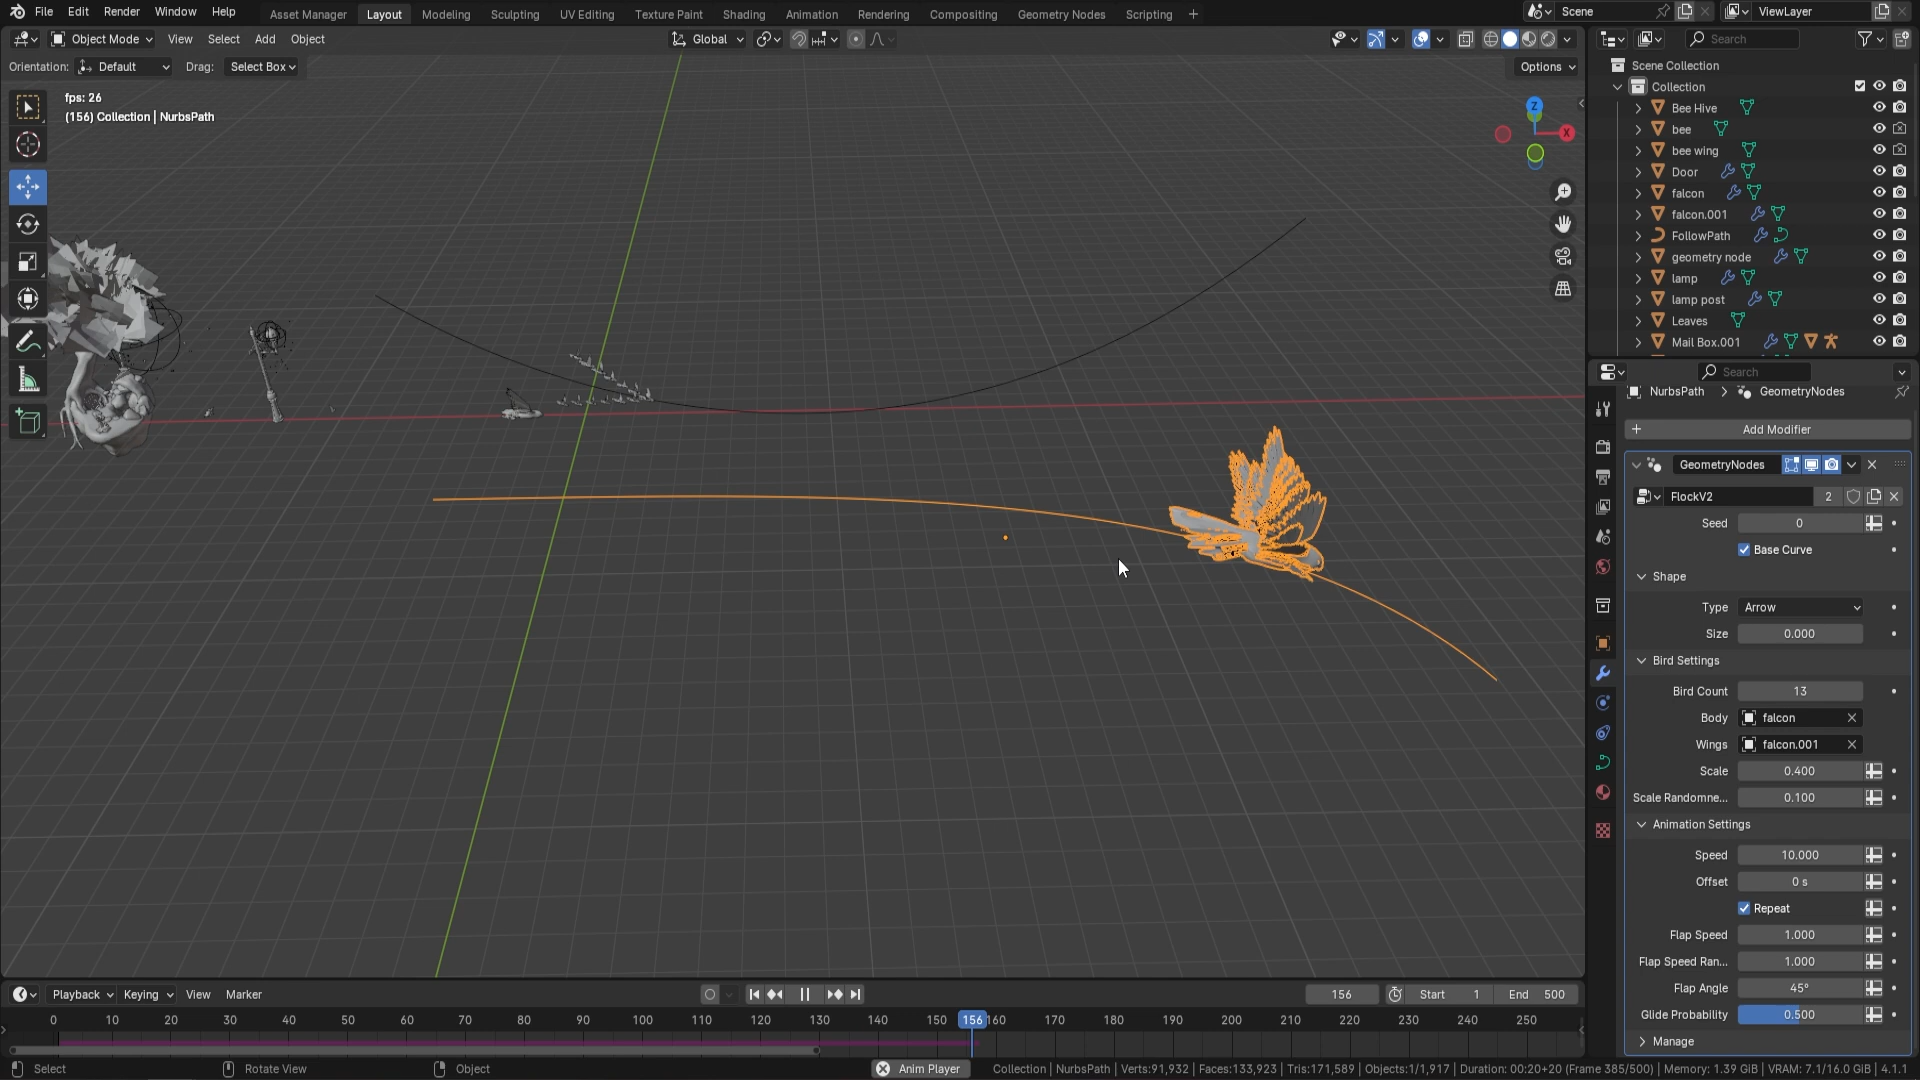 File Edit Render Window Help Asset Manager Layout Modeling Sculpting UV Editing Texture Paint Shading Animation Rendering Compositing Geometry Nodes Scripting + Scene ViewLayer
Object Mode View Select Add Object Global Search
Orientation: Default Drag: Select Box Options
fps: 26
(156) Collection | NurbsPath
Z
X
Scene Collection
Collection
Bee Hive
bee
bee wing
Door
falcon
falcon.001
FollowPath
geometry node
lamp
lamp post
Leaves
Mail Box.001
Search
NurbsPath > GeometryNodes
+ Add Modifier
GeometryNodes
FlockV2 2
Seed 0
Base Curve
Shape
Type Arrow
Size 0.000
Bird Settings
Bird Count 13
Body falcon
Wings falcon.001
Scale 0.400
Scale Randomne... 0.100
Animation Settings
Speed 10.000
Offset 0 s
Repeat
Flap Speed 1.000
Flap Speed Ran... 1.000
Flap Angle 45°
Glide Probability 0.500
Manage
Playback Keying View Marker 156 Start 1 End 500
0 10 20 30 40 50 60 70 80 90 100 110 120 130 140 150 156 160 170 180 190 200 210 220 230 240 250
Select Rotate View Object Anim Player Collection | NurbsPath | Verts:91,932 | Faces:133,923 | Tris:171,589 | Objects:1/1,917 | Duration: 00:20+20 (Frame 385/500) | Memory: 1.39 GiB | VRAM: 7.1/16.0 GiB | 4.1.1